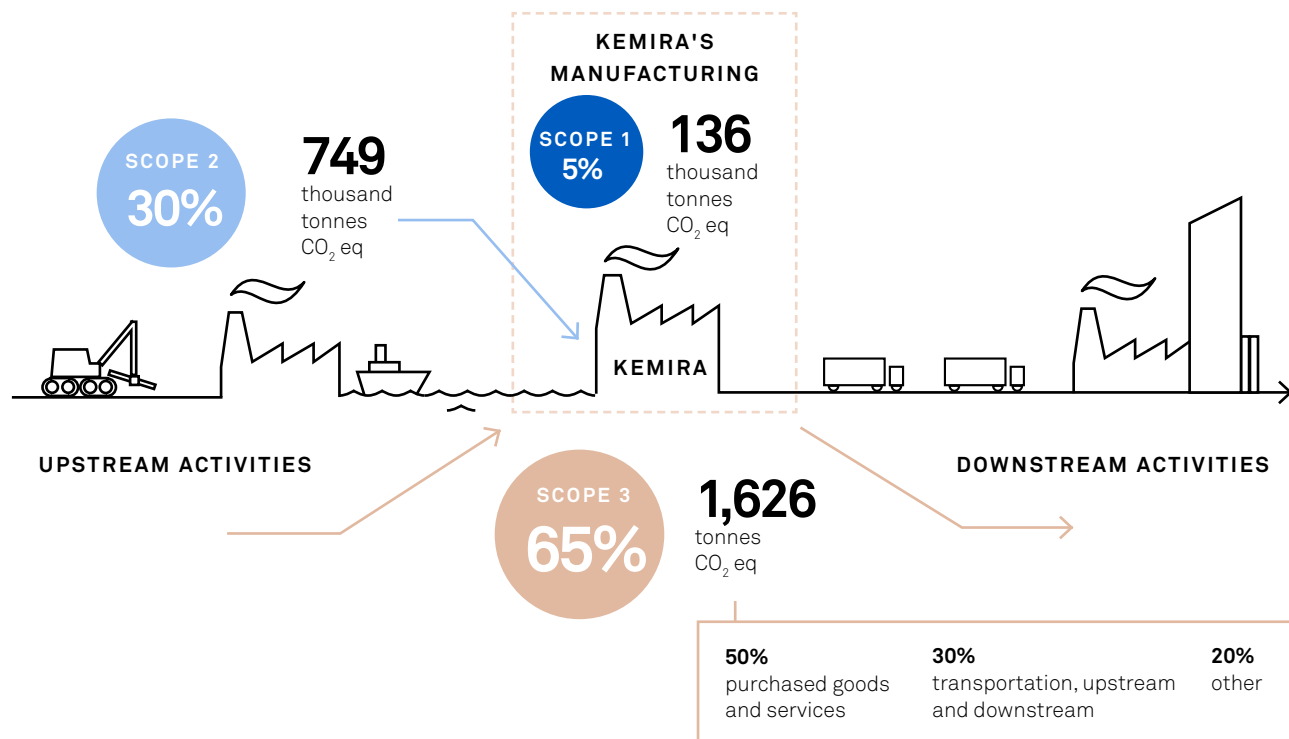 KEMIRA'S
MANUFACTURING
SCOPE 2
30%
749
thousand
tonnes
CO₂ eq
SCOPE 1
5%
136
thousand
tonnes
CO₂ eq
KEMIRA
UPSTREAM ACTIVITIES
DOWNSTREAM ACTIVITIES
SCOPE 3
65%
1,626
tonnes
CO₂ eq
50%
purchased goods
and services
30%
transportation, upstream
and downstream
20%
other